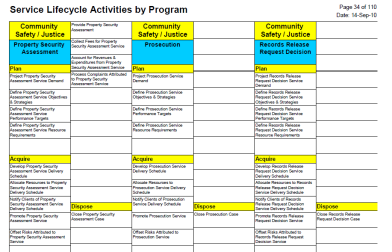 Service Lifecycle Activities by Program
Page 34 of 110
Date: 14-Sep-10
Community
Safety / Justice
Property Security
Assessment
Plan
Project Property Security
Assessment Service Demand
Define Property Security
Assessment Service Objectives
& Strategies
Define Property Security
Assessment Service
Performance Targets
Define Property Security
Assessment Service Resource
Requirements
Acquire
Develop Property Security
Assessment Service Delivery
Schedule
Allocate Resources to Property
Security Assessment Service
Delivery Schedule
Notify Clients of Property
Security Assessment Service
Delivery Schedule
Promote Property Security
Assessment Service
Offset Risks Attributed to
Property Security Assessment
Service
Provide Property Security
Assessment
Collect Fees for Property
Security Assessment Service
Account for Revenues &
Expenditures from Property
Security Assessment Service
Process Complaints Attributed
to Property Security
Assessment Service
Dispose
Close Property Security
Assessment Case
Community
Safety / Justice
Prosecution
Plan
Project Prosecution Service
Demand
Define Prosecution Service
Objectives & Strategies
Define Prosecution Service
Performance Targets
Define Prosecution Service
Resource Requirements
Acquire
Develop Prosecution Service
Delivery Schedule
Allocate Resources to
Prosecution Service Delivery
Schedule
Notify Clients of Prosecution
Service Delivery Schedule
Promote Prosecution Service
Offset Risks Attributed to
Prosecution Service
Dispose
Close Prosecution Case
Community
Safety / Justice
Records Release
Request Decision
Plan
Project Records Release
Request Decision Service
Demand
Define Records Release
Request Decision Service
Objectives & Strategies
Define Records Release
Request Decision Service
Performance Targets
Define Records Release
Request Decision Service
Resource Requirements
Acquire
Develop Records Release
Request Decision Service
Delivery Schedule
Allocate Resources to Records
Release Request Decision
Service Delivery Schedule
Notify Clients of Records
Release Request Decision
Service Delivery Schedule
Promote Records Release
Request Decision Service
Offset Risks Attributed to
Records Release Request
Decision Service
Dispose
Close Records Release
Request Decision Case